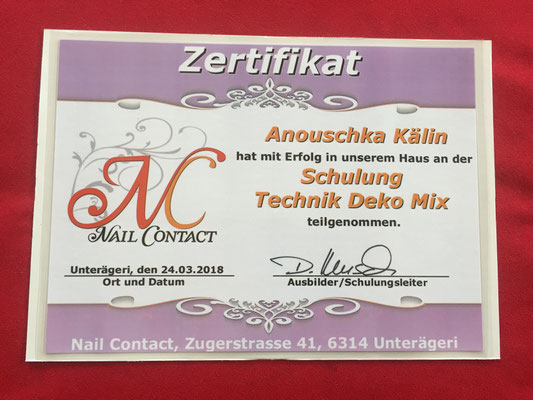 Zertifikat
Anouschka Kälin
hat mit Erfolg in unserem Haus an der
Schulung
Technik Deko Mix
teilgenommen.
NC
NAIL CONTACT
Unterägeri, den 24.03.2018
Ort und Datum
Ausbilder/Schulungsleiter
Nail Contact, Zugerstrasse 41, 6314 Unterägeri